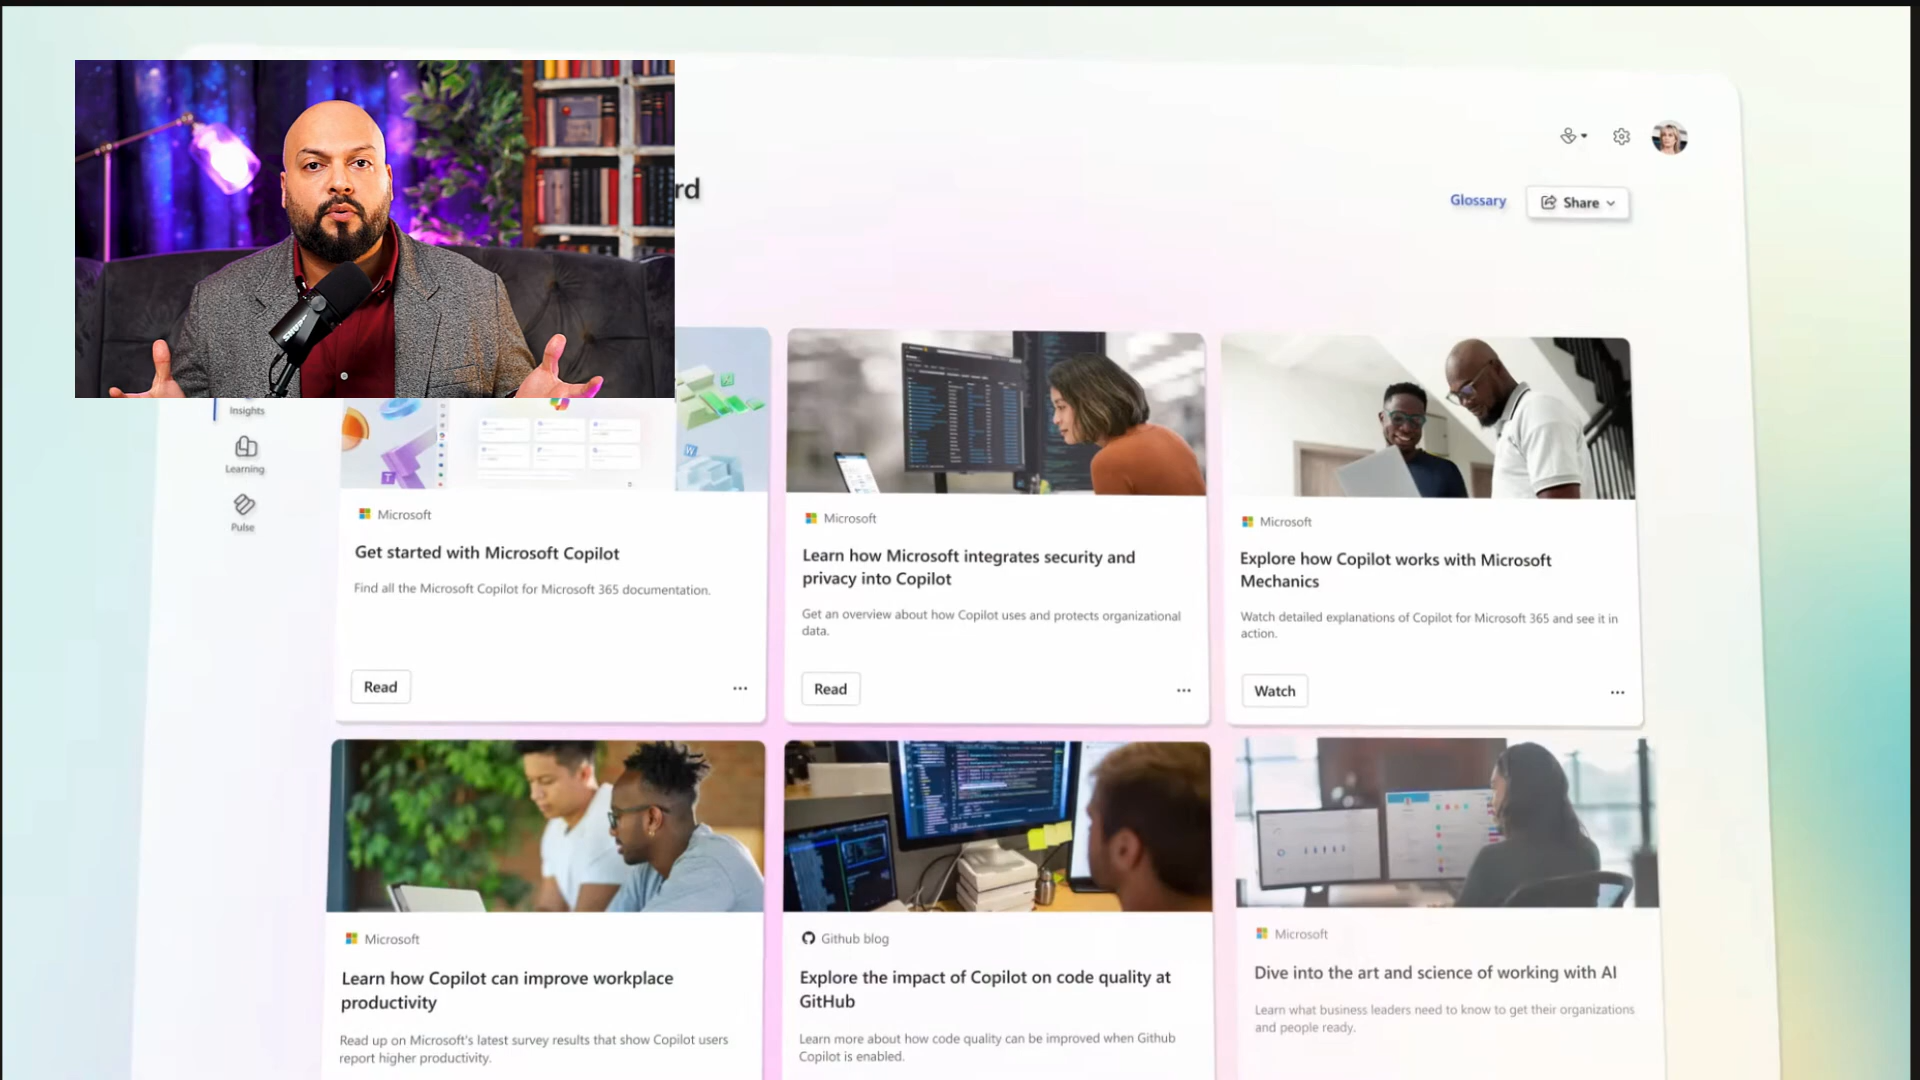 rd
Glossary
Share
Insights
Learning
Pulse
Microsoft
Get started with Microsoft Copilot
Find all the Microsoft Copilot for Microsoft 365 documentation.
Read
Microsoft
Learn how Microsoft integrates security and
privacy into Copilot
Get an overview about how Copilot uses and protects organizational
data.
Read
Microsoft
Explore how Copilot works with Microsoft
Mechanics
Watch detailed explanations of Copilot for Microsoft 365 and see it in
action.
Watch
Microsoft
Learn how Copilot can improve workplace
productivity
Read up on Microsoft's latest survey results that show Copilot users
report higher productivity.
Github blog
Explore the impact of Copilot on code quality at
GitHub
Learn more about how code quality can be improved when Github
Copilot is enabled.
Microsoft
Dive into the art and science of working with AI
Learn what business leaders need to know to get their organizations
and people ready.